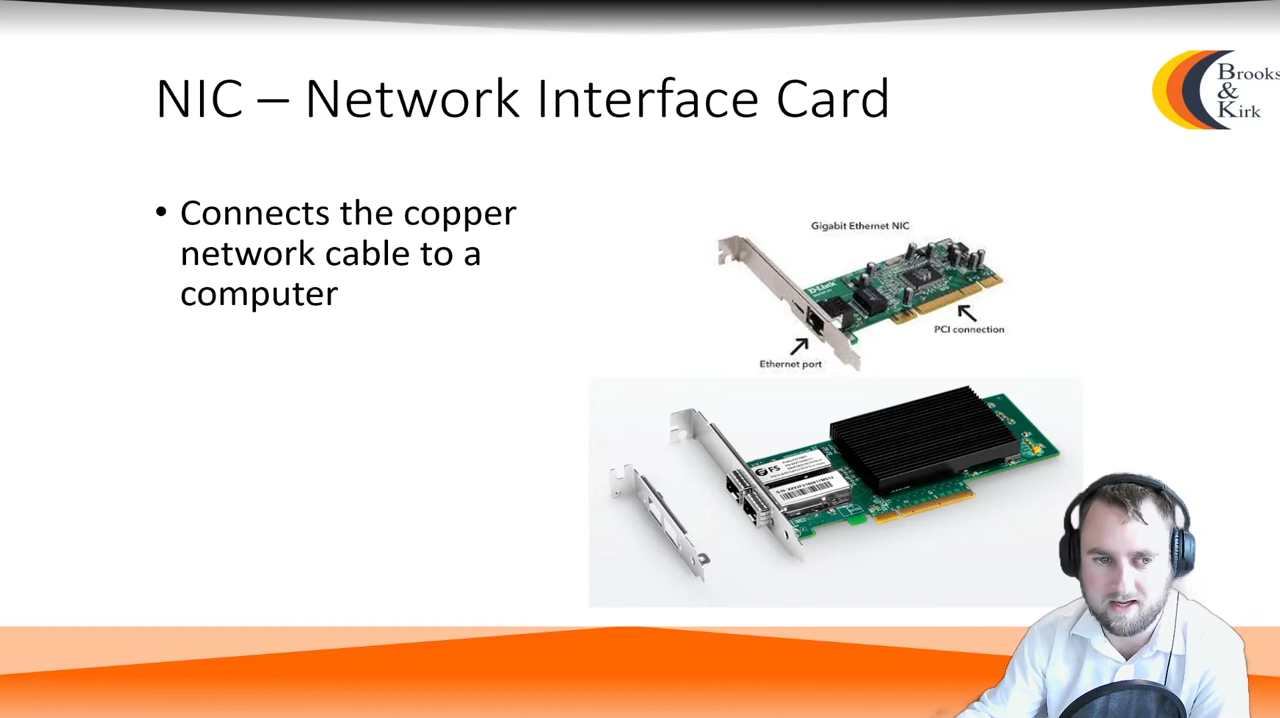 NIC – Network Interface Card
Brooks
&
Kirk
• Connects the copper
network cable to a
computer
Gigabit Ethernet NIC
D-Link
PCI connection
Ethernet port
FS